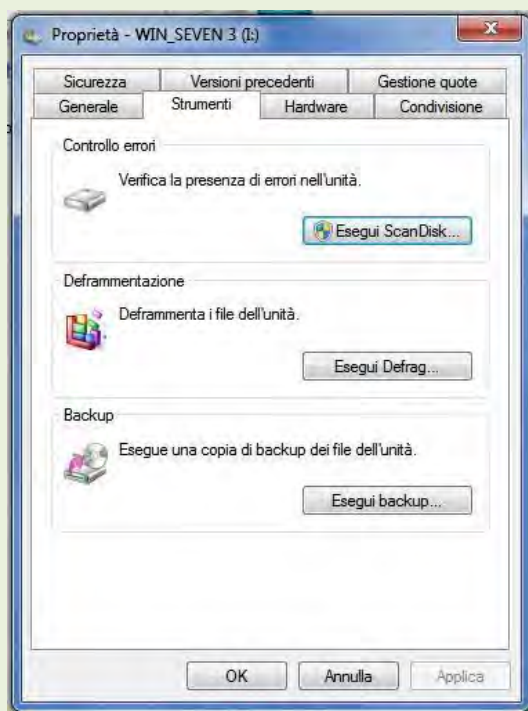 Proprietà - WIN_SEVEN 3 (I:)
Sicurezza Versioni precedenti Gestione quote
Generale Strumenti Hardware Condivisione
Controllo errori
Verifica la presenza di errori nell'unità.
Esegui ScanDisk...
Deframmentazione
Deframmenta i file dell'unità.
Esegui Defrag...
Backup
Esegue una copia di backup dei file dell'unità.
Esegui backup...
OK Annulla Applica